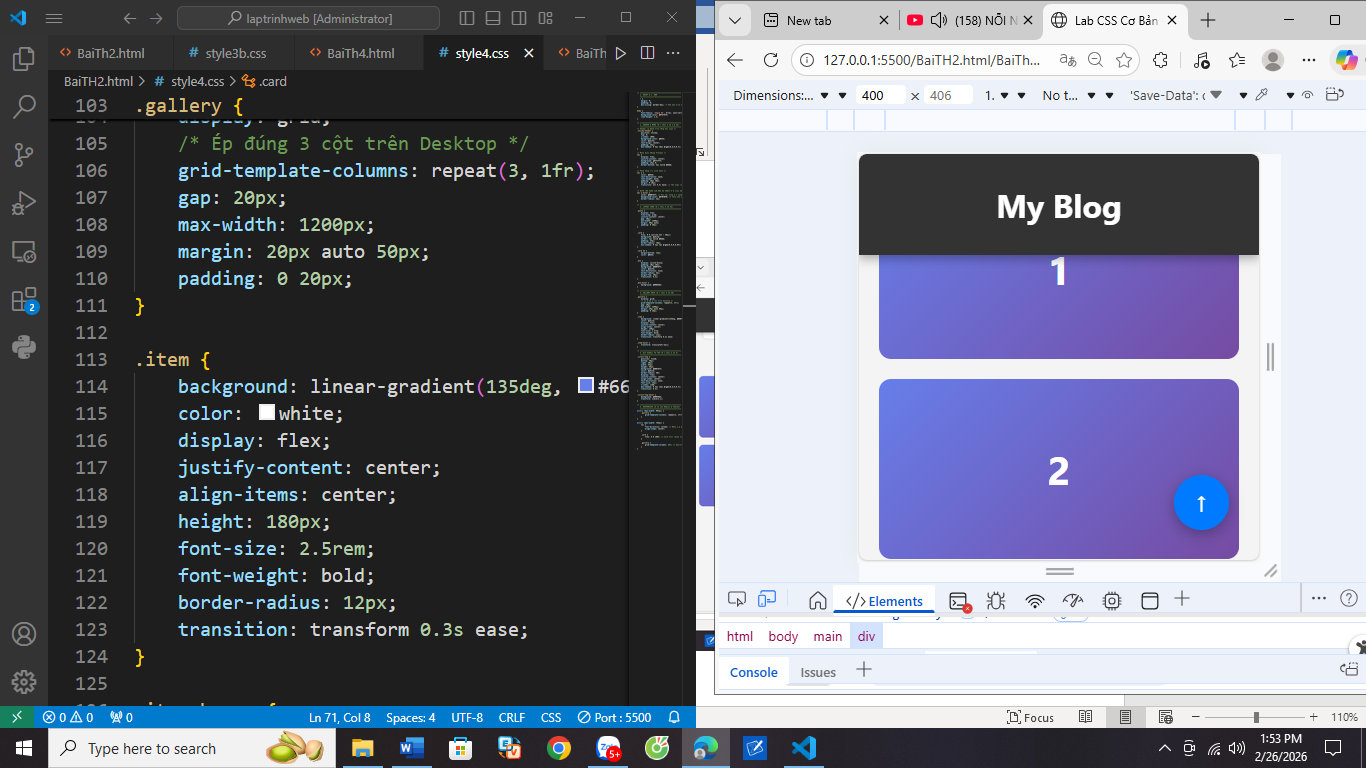 laptrinhweb [Administrator]
BaiTh2.html
style3b.css
BaiTh4.html
style4.css
BaiTh
BaiTH2.html > style4.css > .card
103 .gallery {
105 /* Ép đúng 3 cột trên Desktop */
106 grid-template-columns: repeat(3, 1fr);
107 gap: 20px;
108 max-width: 1200px;
109 margin: 20px auto 50px;
110 padding: 0 20px;
111 }
112
113 .item {
114 background: linear-gradient(135deg, #66
115 color: white;
116 display: flex;
117 justify-content: center;
118 align-items: center;
119 height: 180px;
120 font-size: 2.5rem;
121 font-weight: bold;
122 border-radius: 12px;
123 transition: transform 0.3s ease;
124 }
125
2
0 0 0
Ln 71, Col 8
Spaces: 4
UTF-8
CRLF
CSS
Port : 5500
New tab
(158) NỖI N
Lab CSS Cơ Bản
127.0.0.1:5500/BaiTH2.html/BaiTh...
Dimensions:...
400 × 406
1.
No t...
'Save-Data': c
My Blog
1
2
↑
Elements
html body main div
Console
Issues
Focus
110%
Type here to search
5+
1:53 PM
2/26/2026